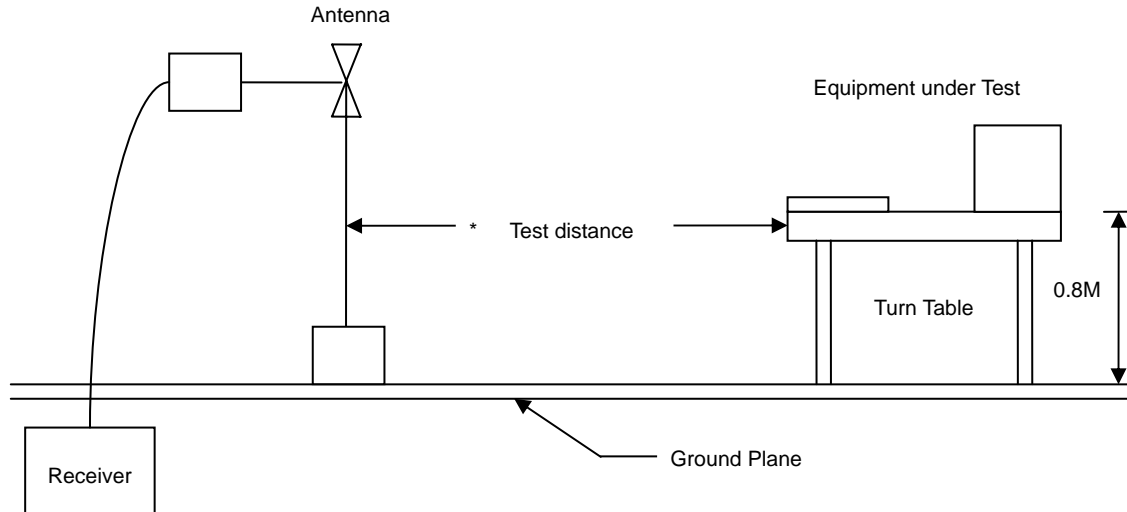 Antenna
Equipment under Test
* Test distance
0.8M
Turn Table
Ground Plane
Receiver